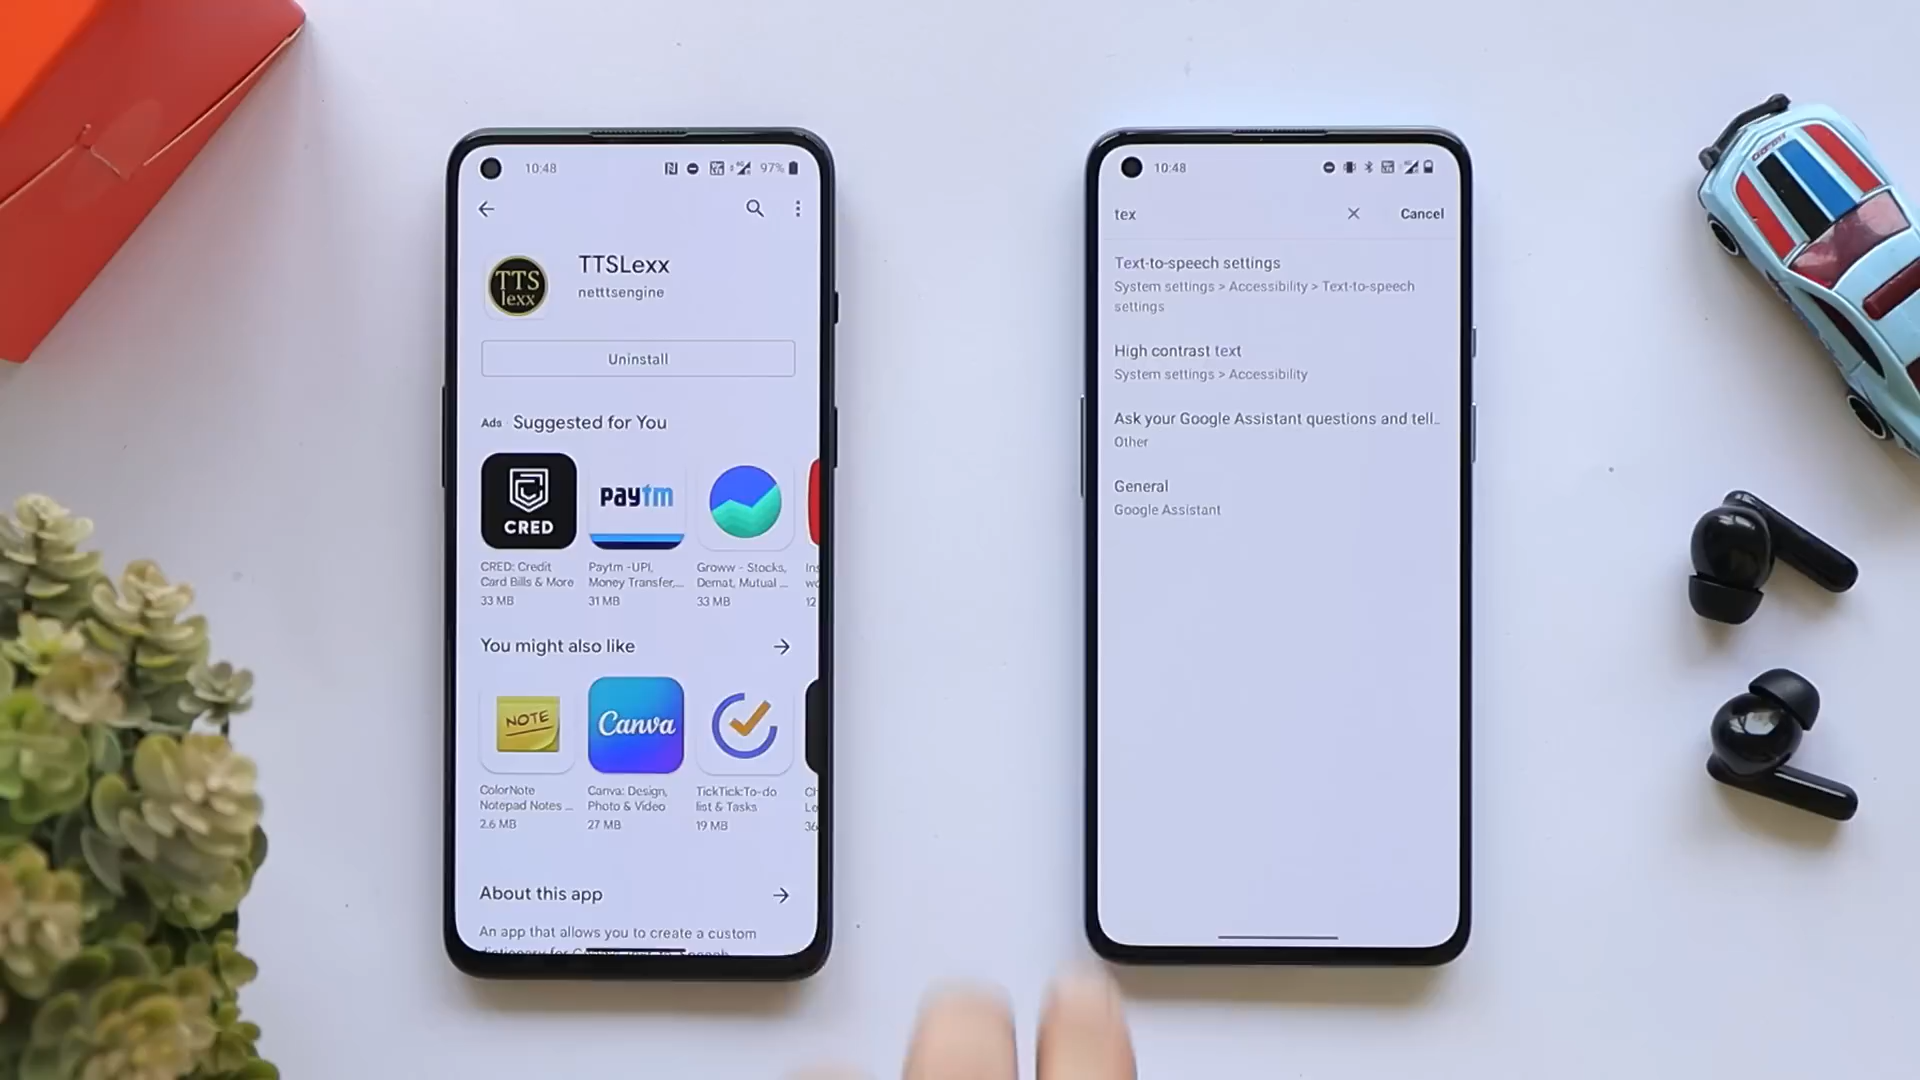 10:48
97%
TTSLexx
netttsengine
TTS
lexx
Uninstall
Ads Suggested for You
CRED
paytm
CRED: Credit
Card Bills & More
33 MB
Paytm -UPI,
Money Transfer,...
31 MB
Groww - Stocks,
Demat, Mutual ...
33 MB
In
12
You might also like
NOTE
Canva
ColorNote
Notepad Notes ...
2.6 MB
Canva: Design,
Photo & Video
27 MB
TickTick:To-do
list & Tasks
19 MB
Ch
Lo
36
About this app
An app that allows you to create a custom
10:48
tex
Cancel
Text-to-speech settings
System settings > Accessibility > Text-to-speech
settings
High contrast text
System settings > Accessibility
Ask your Google Assistant questions and tell..
Other
General
Google Assistant